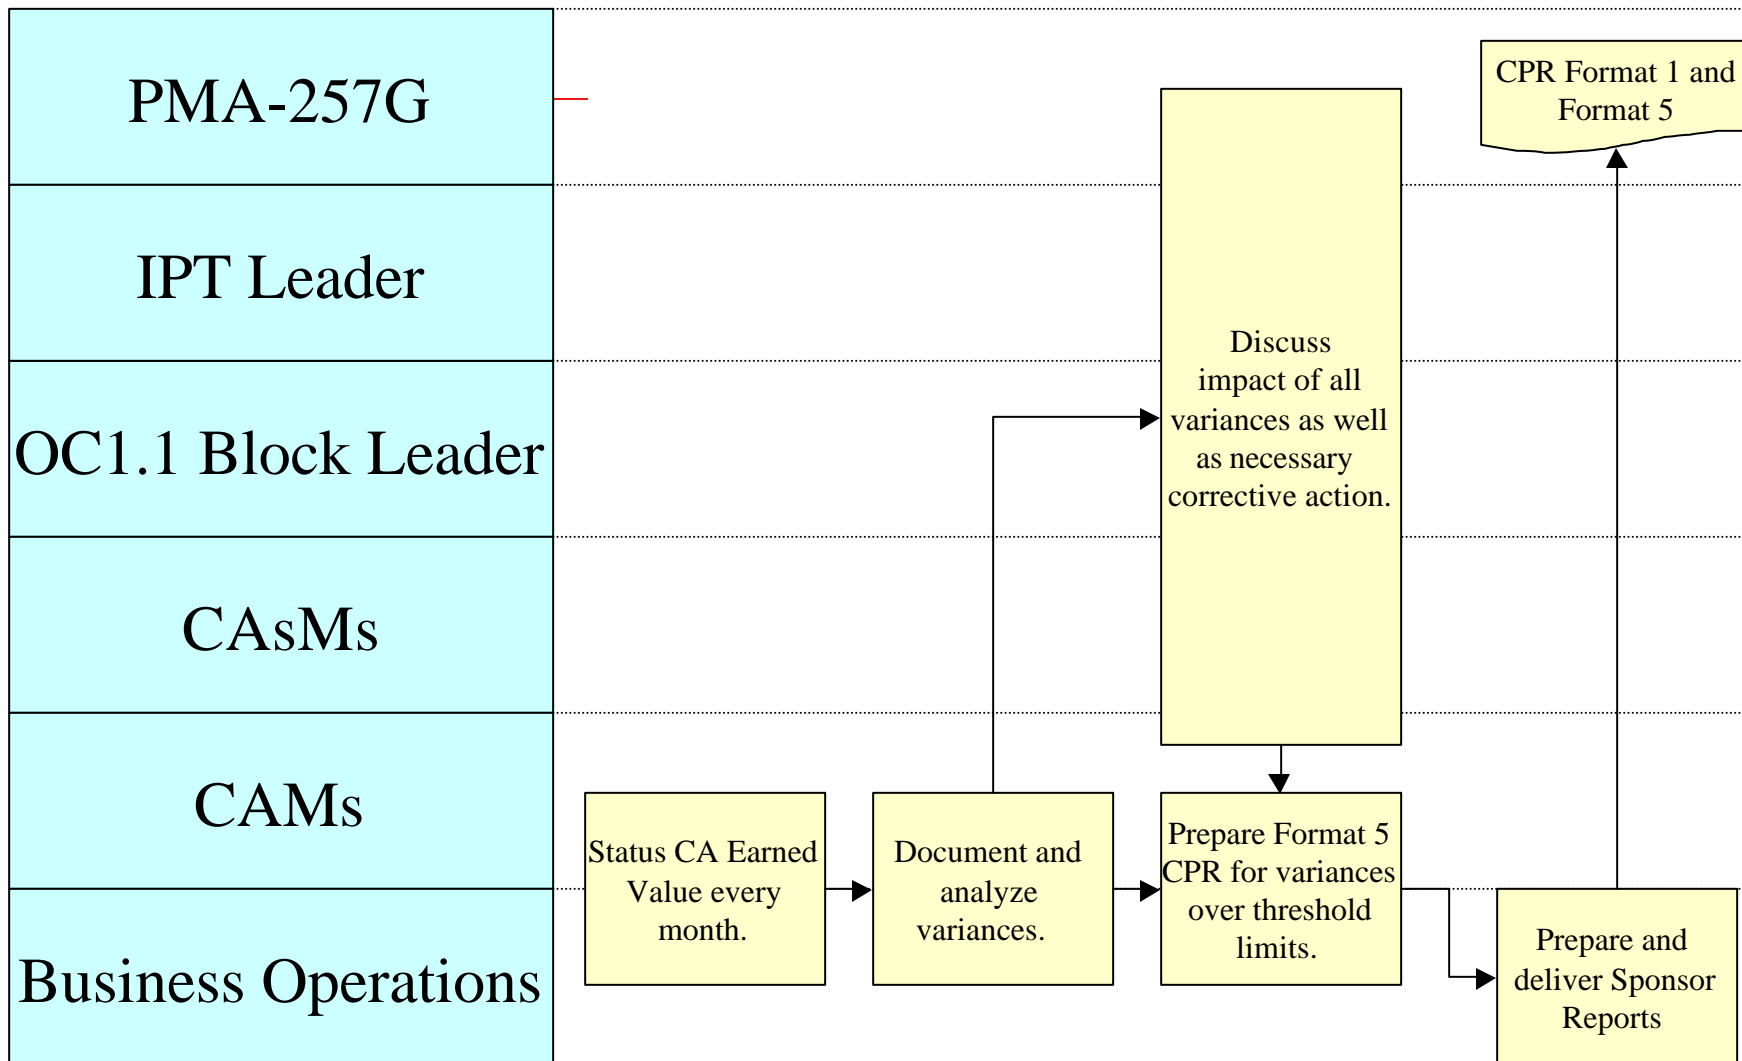 PMA-257G
IPT Leader
OC1.1 Block Leader
CAsMs
CAMs
Business Operations
Status CA Earned
Value every
month.
Document and
analyze
variances.
Discuss
impact of all
variances as well
as necessary
corrective action.
Prepare Format 5
CPR for variances
over threshold
limits.
Prepare and
deliver Sponsor
Reports
CPR Format 1 and
Format 5